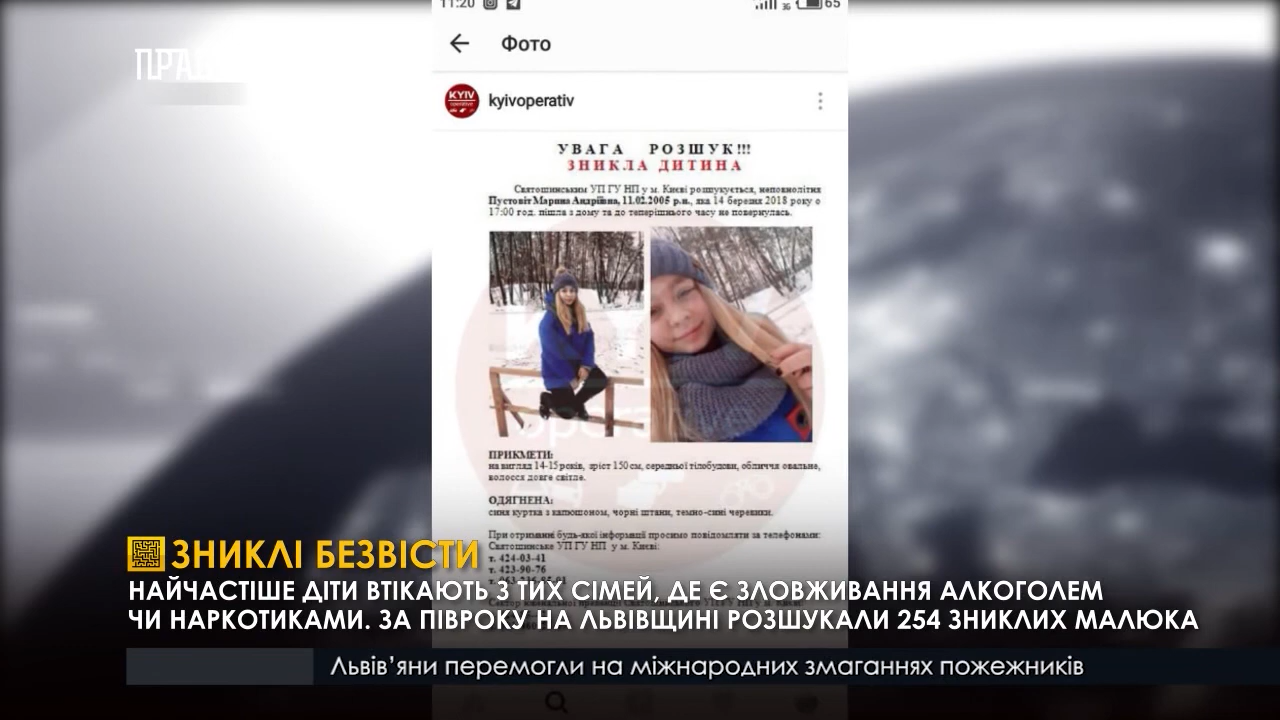 11:20
65
Фото
ПРА
KYIV
kyivoperativ
УВАГА РОЗШУК!!!
ЗНИКЛА ДИТИНА
Святошинським УП ГУ НП у м. Києві розшукується, неповнолітня
Пустовіт Марина Андріївна, 11.02.2005 р.н., яка 14 березня 2018 року о
17:00 год. пішла з дому та до теперішнього часу не повернулась.
ПРИКМЕТИ:
на вигляд 14-15 років, зріст 150 см, середньої тілобудови, обличчя овальне,
волосся довге світле.
ОДЯГНЕНА:
синя куртка з капюшоном, чорні штани, темно-сині черевики.
При отриманні будь-якої інформації просимо повідомляти за телефонами:
Святошинське УП ГУ НП у м. Києві:
т. 424-03-41
т. 423-90-76
ЗНИКЛІ БЕЗВІСТИ
НАЙЧАСТІШЕ ДІТИ ВТІКАЮТЬ З ТИХ СІМЕЙ, ДЕ Є ЗЛОВЖИВАННЯ АЛКОГОЛЕМ
ЧИ НАРКОТИКАМИ. ЗА ПІВРОКУ НА ЛЬВІВЩИНІ РОЗШУКАЛИ 254 ЗНИКЛИХ МАЛЮКА
Львів’яни перемогли на міжнародних змаганнях пожежників